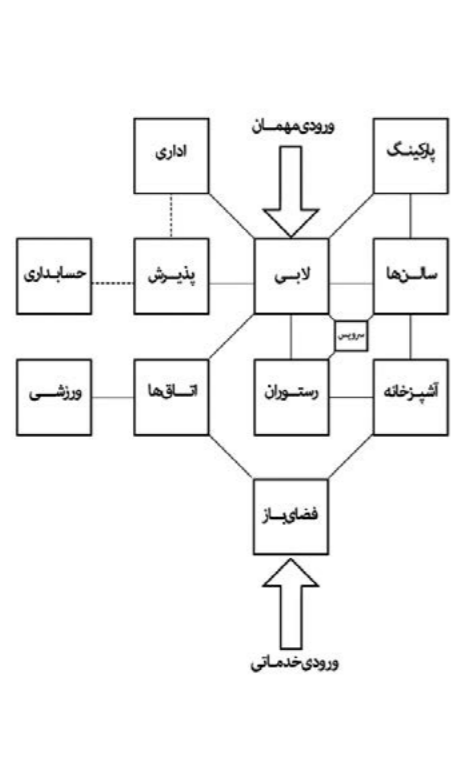 ورودی مهمان
پارکینگ
اداری
سالن‌ها
لابی
پذیرش
حسابداری
سرویس
آشپزخانه
رستوران
اتاق‌ها
ورزشی
فضای باز
ورودی خدماتی